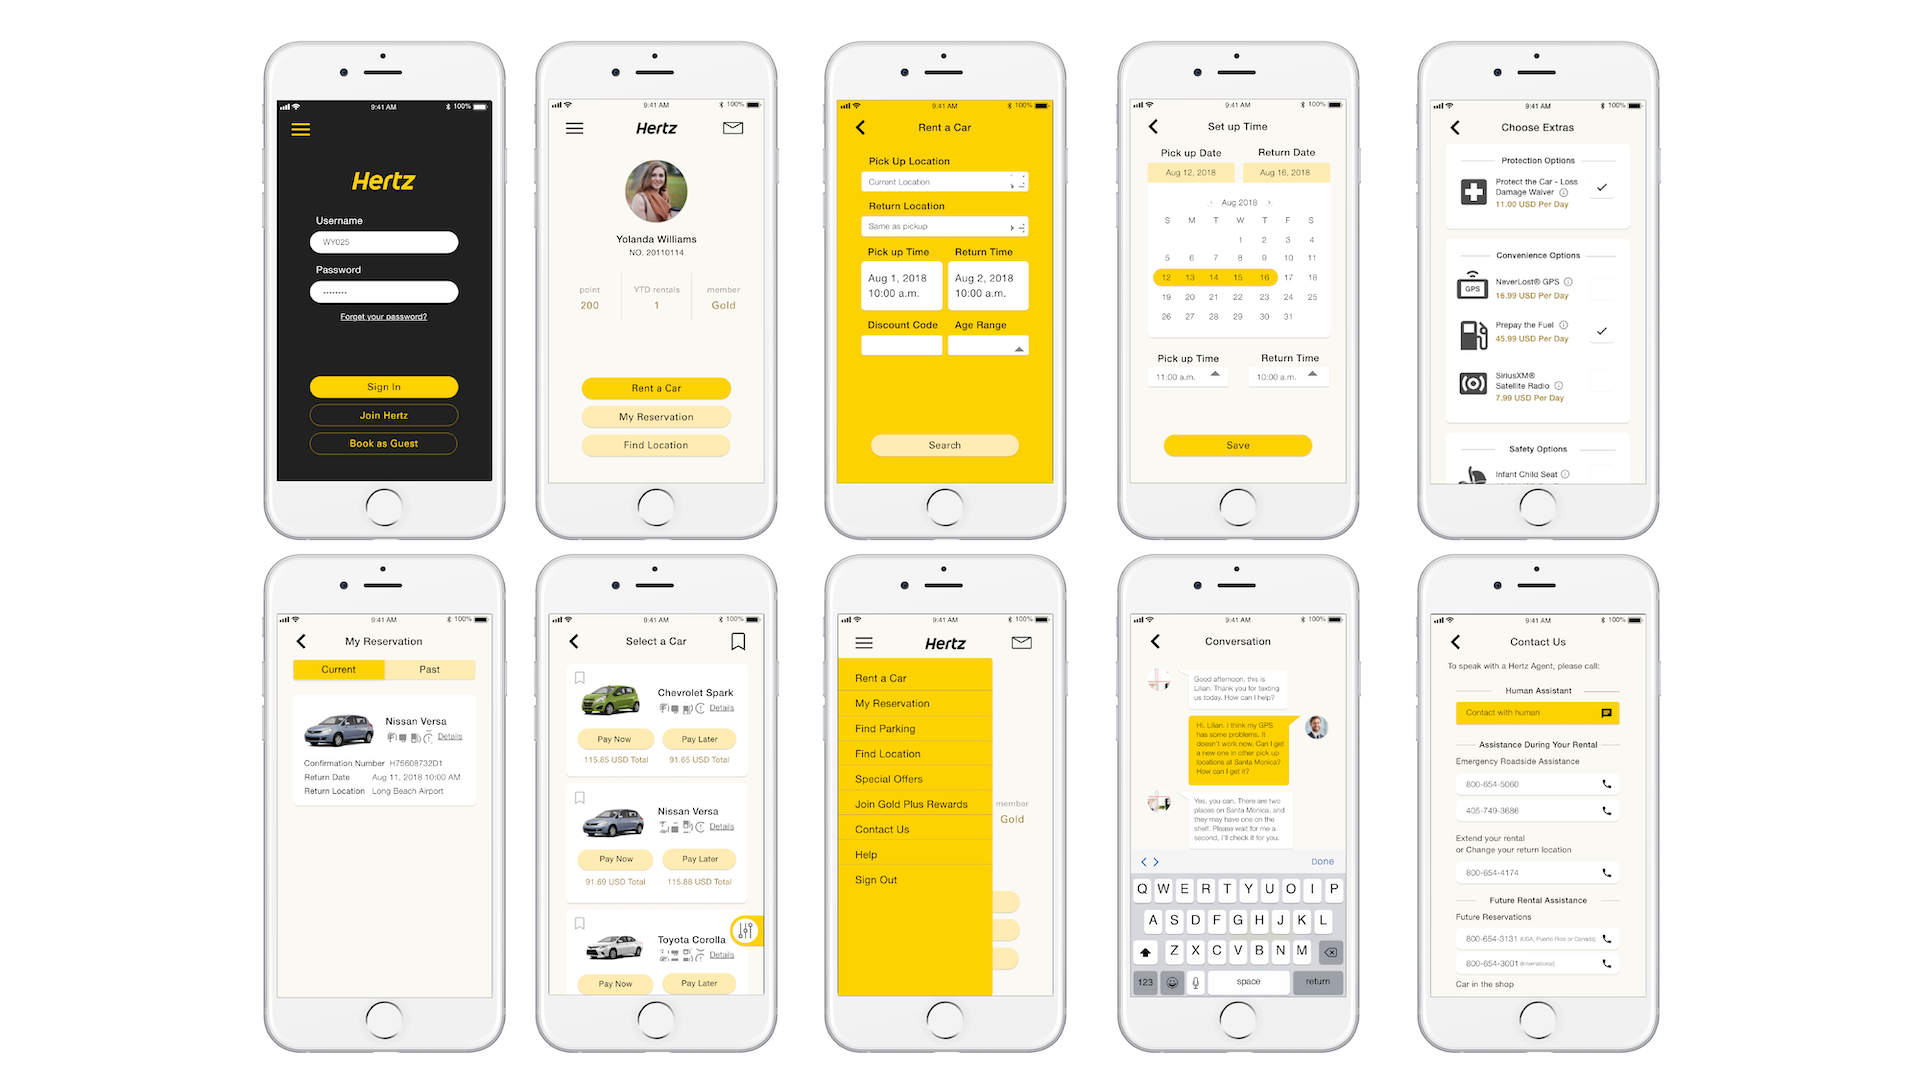 9:41 AM
100%
Hertz
Username
WY025
Password
Forget your password?
Sign In
Join Hertz
Book as Guest
9:41 AM
100%
Hertz
Yolanda Williams
NO. 20110114
point
YTD rentals
member
200
1
Gold
Rent a Car
My Reservation
Find Location
9:41 AM
100%
Rent a Car
Pick Up Location
Current Location
Return Location
Same as pickup
Pick up Time
Return Time
Aug 1, 2018
10:00 a.m.
Aug 2, 2018
10:00 a.m.
Discount Code
Age Range
Search
9:41 AM
100%
Set up Time
Pick up Date
Return Date
Aug 12, 2018
Aug 16, 2018
Aug 2018
S M T W T F S
1 2 3 4
5 6 7 8 9 10 11
12 13 14 15 16 17 18
19 20 21 22 23 24 25
26 27 28 29 30 31
Pick up Time
Return Time
11:00 a.m.
10:00 a.m.
Save
9:41 AM
100%
Choose Extras
Protection Options
Protect the Car - Loss
Damage Waiver
11.00 USD Per Day
Convenience Options
GPS
NeverLost® GPS
16.99 USD Per Day
Prepay the Fuel
45.99 USD Per Day
SiriusXM®
Satellite Radio
7.99 USD Per Day
Safety Options
Infant Child Seat
9:41 AM
100%
My Reservation
Current
Past
Nissan Versa
Details
Confirmation Number H75608732D1
Return Date Aug 11, 2018 10:00 AM
Return Location Long Beach Airport
9:41 AM
100%
Select a Car
Chevrolet Spark
Details
Pay Now
Pay Later
115.85 USD Total
91.65 USD Total
Nissan Versa
Details
Pay Now
Pay Later
91.69 USD Total
115.88 USD Total
Toyota Corolla
Details
Pay Now
Pay Later
9:41 AM
100%
Hertz
Rent a Car
My Reservation
Find Parking
Find Location
Special Offers
Join Gold Plus Rewards
Contact Us
Help
Sign Out
member
Gold
9:41 AM
100%
Conversation
Good afternoon, this is
Lilian. Thank you for texting
us today. How can I help?
Hi, Lilian. I think my GPS
has some problems. It
doesn't work now. Can I get
a new one in other pick up
locations at Santa Monica?
How can I get it?
Yes, you can. There are two
places on Santa Monica, and
they may have one on the
shelf. Please wait for me a
second, I'll check it for you.
Done
Q W E R T Y U O I P
A S D F G H J K L
Z X C V B N M
123
space
return
9:41 AM
100%
Contact Us
To speak with a Hertz Agent, please call:
Human Assistant
Contact with human
Assistance During Your Rental
Emergency Roadside Assistance
800-654-5060
405-749-3686
Extend your rental
or Change your return location
800-654-4174
Future Rental Assistance
Future Reservations
800-654-3131 (USA, Puerto Rico or Canada)
800-654-3001 (International)
Car in the shop